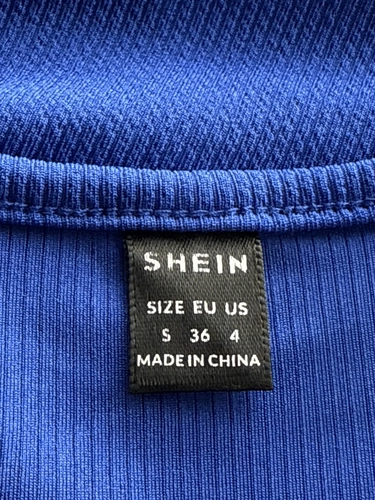 SHEIN
SIZE EU US
S 36 4
MADE IN CHINA